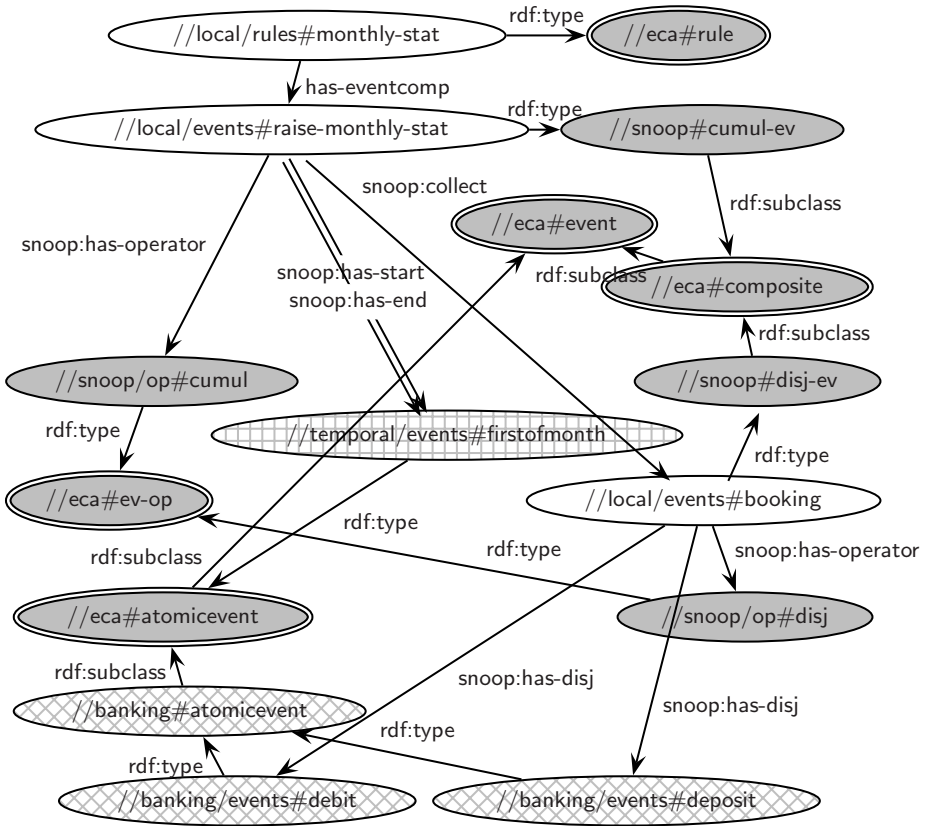 rdf:type
//local/rules#monthly-stat
//eca#rule
has-eventcomp
rdf:type
//local/events#raise-monthly-stat
//snoop#cumul-ev
snoop:collect
rdf:subclass
//eca#event
snoop:has-operator
snoop:has-start
rdf:subclass
//eca#composite
snoop:has-end
rdf:subclass
//snoop/op#cumul
//snoop#disj-ev
rdf:type
//temporal/events#firstofmonth
rdf:type
//eca#ev-op
//local/events#booking
rdf:type
rdf:subclass
rdf:type
snoop:has-operator
//eca#atomicevent
//snoop/op#disj
rdf:subclass
snoop:has-disj
//banking#atomicevent
snoop:has-disj
rdf:type
rdf:type
//banking/events#debit
//banking/events#deposit